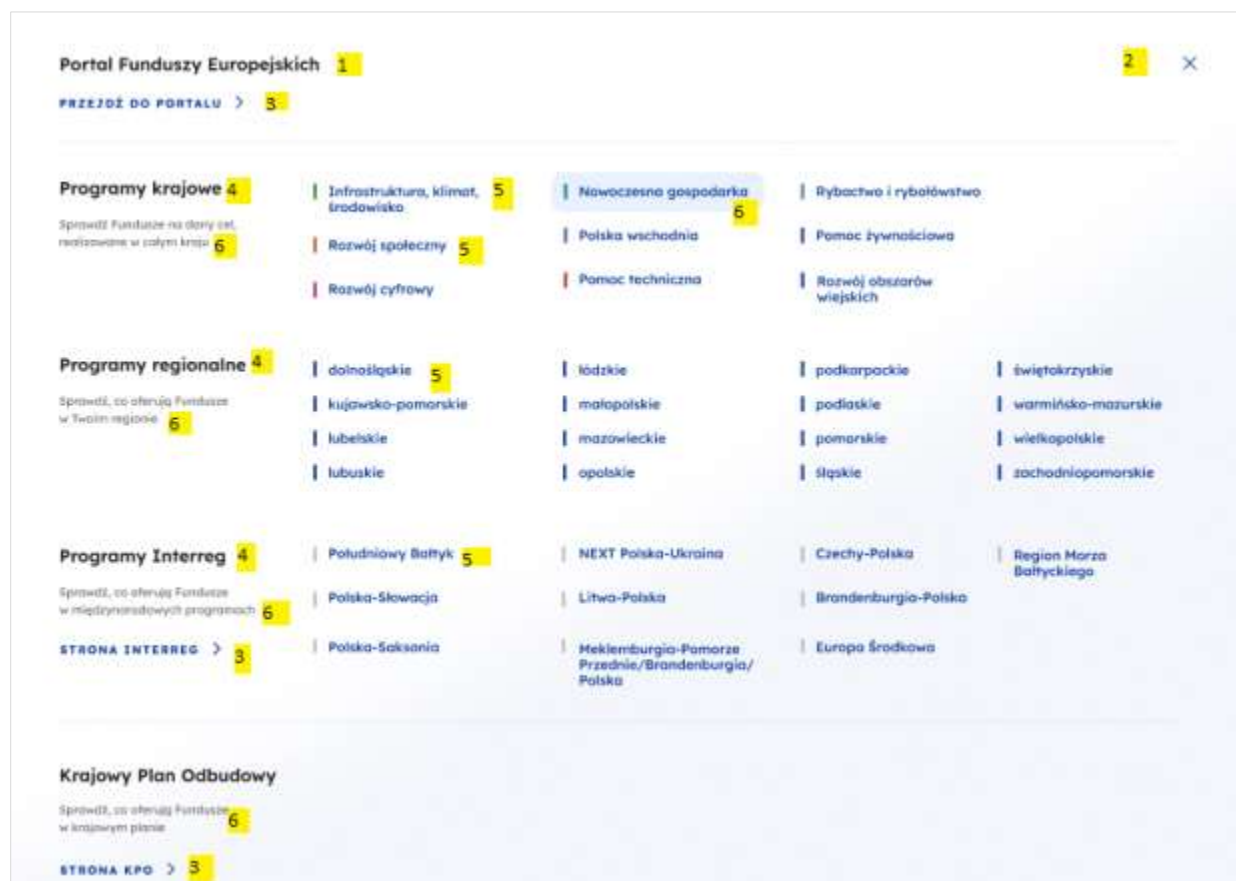 Portal Funduszy Europejskich 1
2
PRZEJDŹ DO PORTALU 3
Programy krajowe 4
Sprawdź Fundusze na dany cel,
realizowane w całym kraju 6
Infrastruktura, klimat, 5
środowisko
Rozwój społeczny 5
Rozwój cyfrowy
Nowoczesna gospodarka
6
Polska wschodnia
Pomoc techniczna
Rybactwo i rybołówstwo
Pomoc żywnościowa
Rozwój obszarów
wiejskich
Programy regionalne 4
Sprawdź, co oferują Fundusze
w Twoim regionie 6
dolnośląskie 5
kujawsko-pomorskie
lubelskie
lubuskie
łódzkie
małopolskie
mazowieckie
opolskie
podkarpackie
podlaskie
pomorskie
śląskie
świętokrzyskie
warmińsko-mazurskie
wielkopolskie
zachodniopomorskie
Programy Interreg 4
Sprawdź, co oferują Fundusze
w międzynarodowych programach 6
STRONA INTERREG 3
Południowy Bałtyk 5
Polska-Słowacja
Polska-Saksonia
NEXT Polska-Ukraina
Litwa-Polska
Meklemburgia-Pomorze
Przednie/Brandenburgia/
Polska
Czechy-Polska
Brandenburgia-Polska
Europa Środkowa
Region Morza
Bałtyckiego
Krajowy Plan Odbudowy
Sprawdź, co oferują Fundusze
w krajowym planie 6
STRONA KPO 3